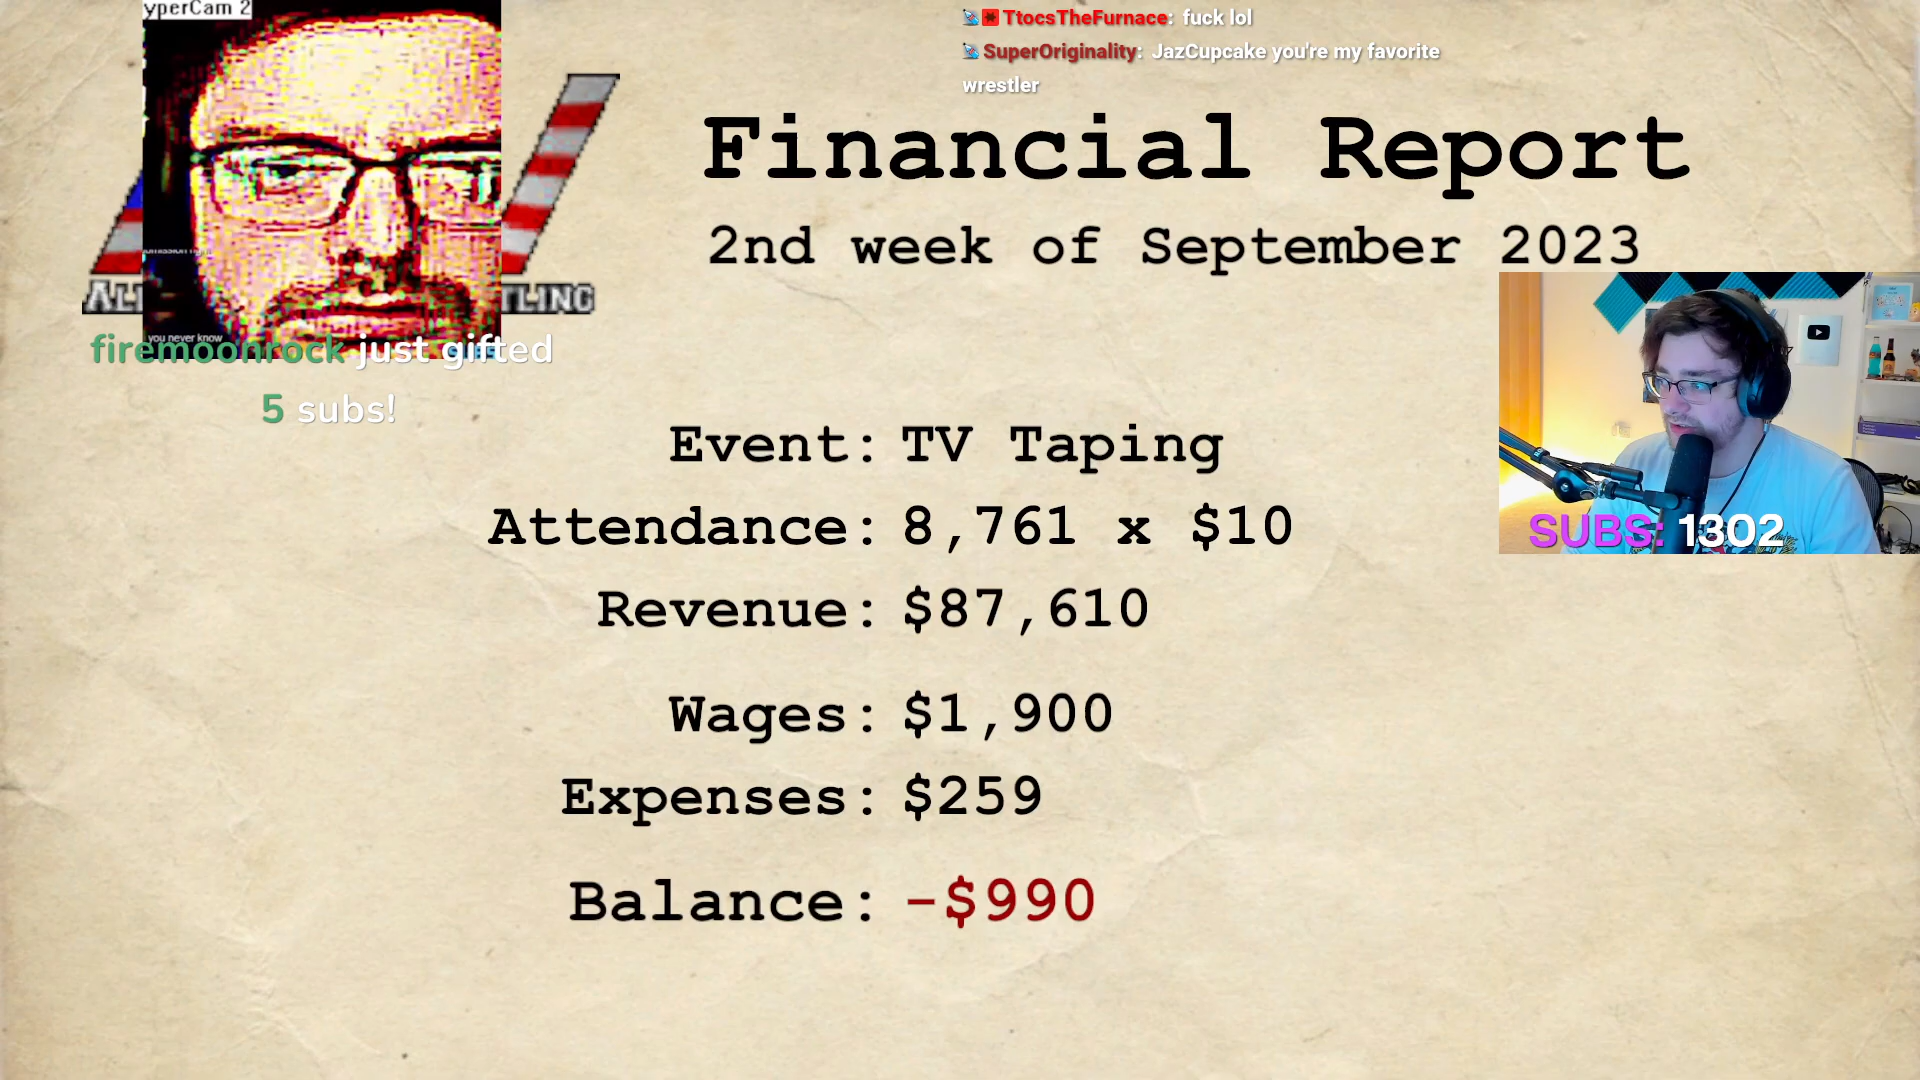 yperCam 2
TtocsTheFurnace: fuck lol
SuperOriginality: JazCupcake you're my favorite
wrestler
Financial Report
2nd week of September 2023
you never know
firemoonrock just gifted
5 subs!
Event: TV Taping
Attendance: 8,761 x $10
Revenue: $87,610
SUBS: 1302
Wages: $1,900
Expenses: $259
Balance: -$990